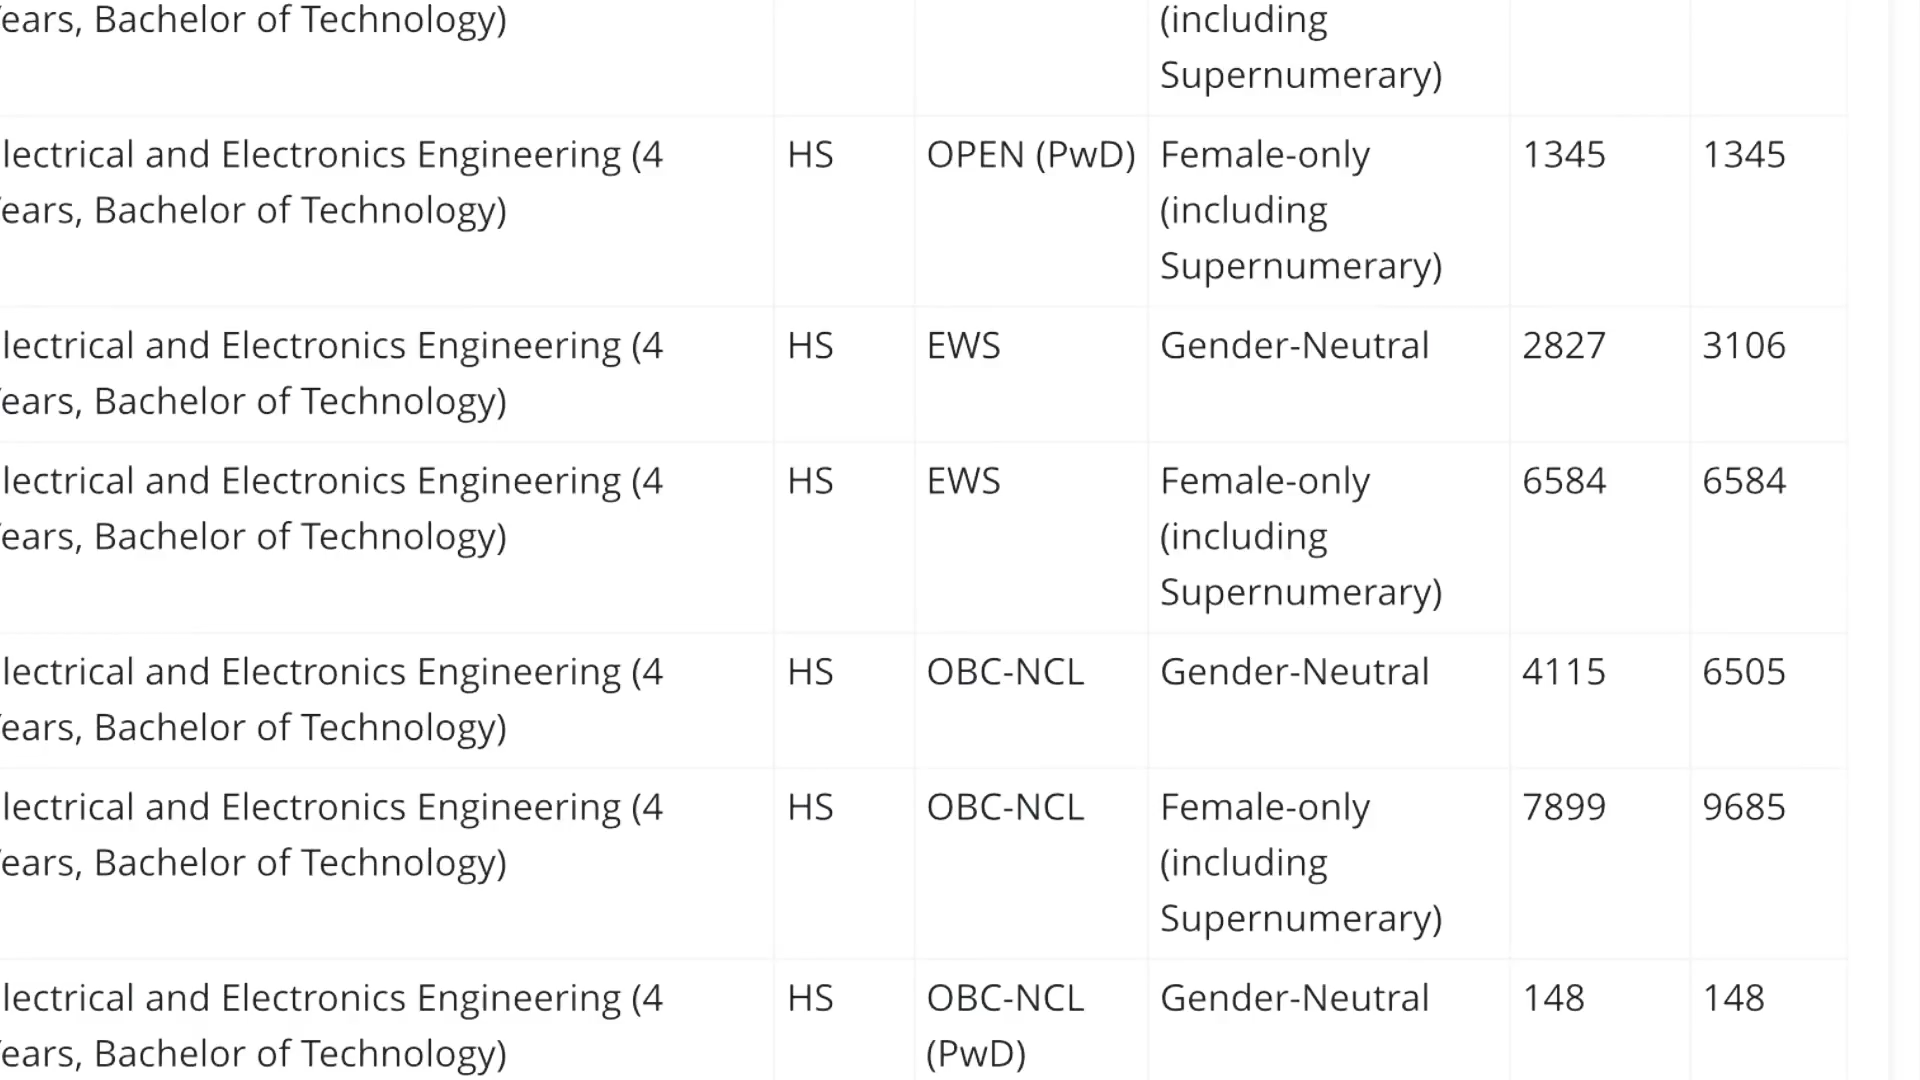 ears, Bachelor of Technology) (including
Supernumerary)
lectrical and Electronics Engineering (4 HS OPEN (PwD) Female-only 1345 1345
ears, Bachelor of Technology) (including
Supernumerary)
lectrical and Electronics Engineering (4 HS EWS Gender-Neutral 2827 3106
ears, Bachelor of Technology)
lectrical and Electronics Engineering (4 HS EWS Female-only 6584 6584
ears, Bachelor of Technology) (including
Supernumerary)
lectrical and Electronics Engineering (4 HS OBC-NCL Gender-Neutral 4115 6505
ears, Bachelor of Technology)
lectrical and Electronics Engineering (4 HS OBC-NCL Female-only 7899 9685
ears, Bachelor of Technology) (including
Supernumerary)
lectrical and Electronics Engineering (4 HS OBC-NCL Gender-Neutral 148 148
ears, Bachelor of Technology) (PwD)